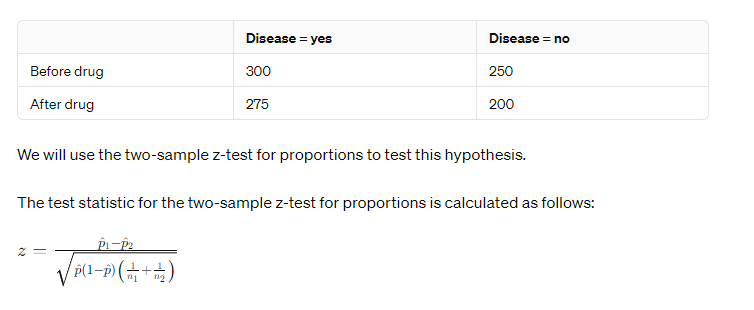 Disease = yes Disease = no
Before drug 300 250
After drug 275 200
We will use the two-sample z-test for proportions to test this hypothesis.
The test statistic for the two-sample z-test for proportions is calculated as follows:
z = \frac{\hat{p}_1-\hat{p}_2}{\sqrt{\hat{p}(1-\hat{p})\left(\frac{1}{n_1}+\frac{1}{n_2}\right)}}